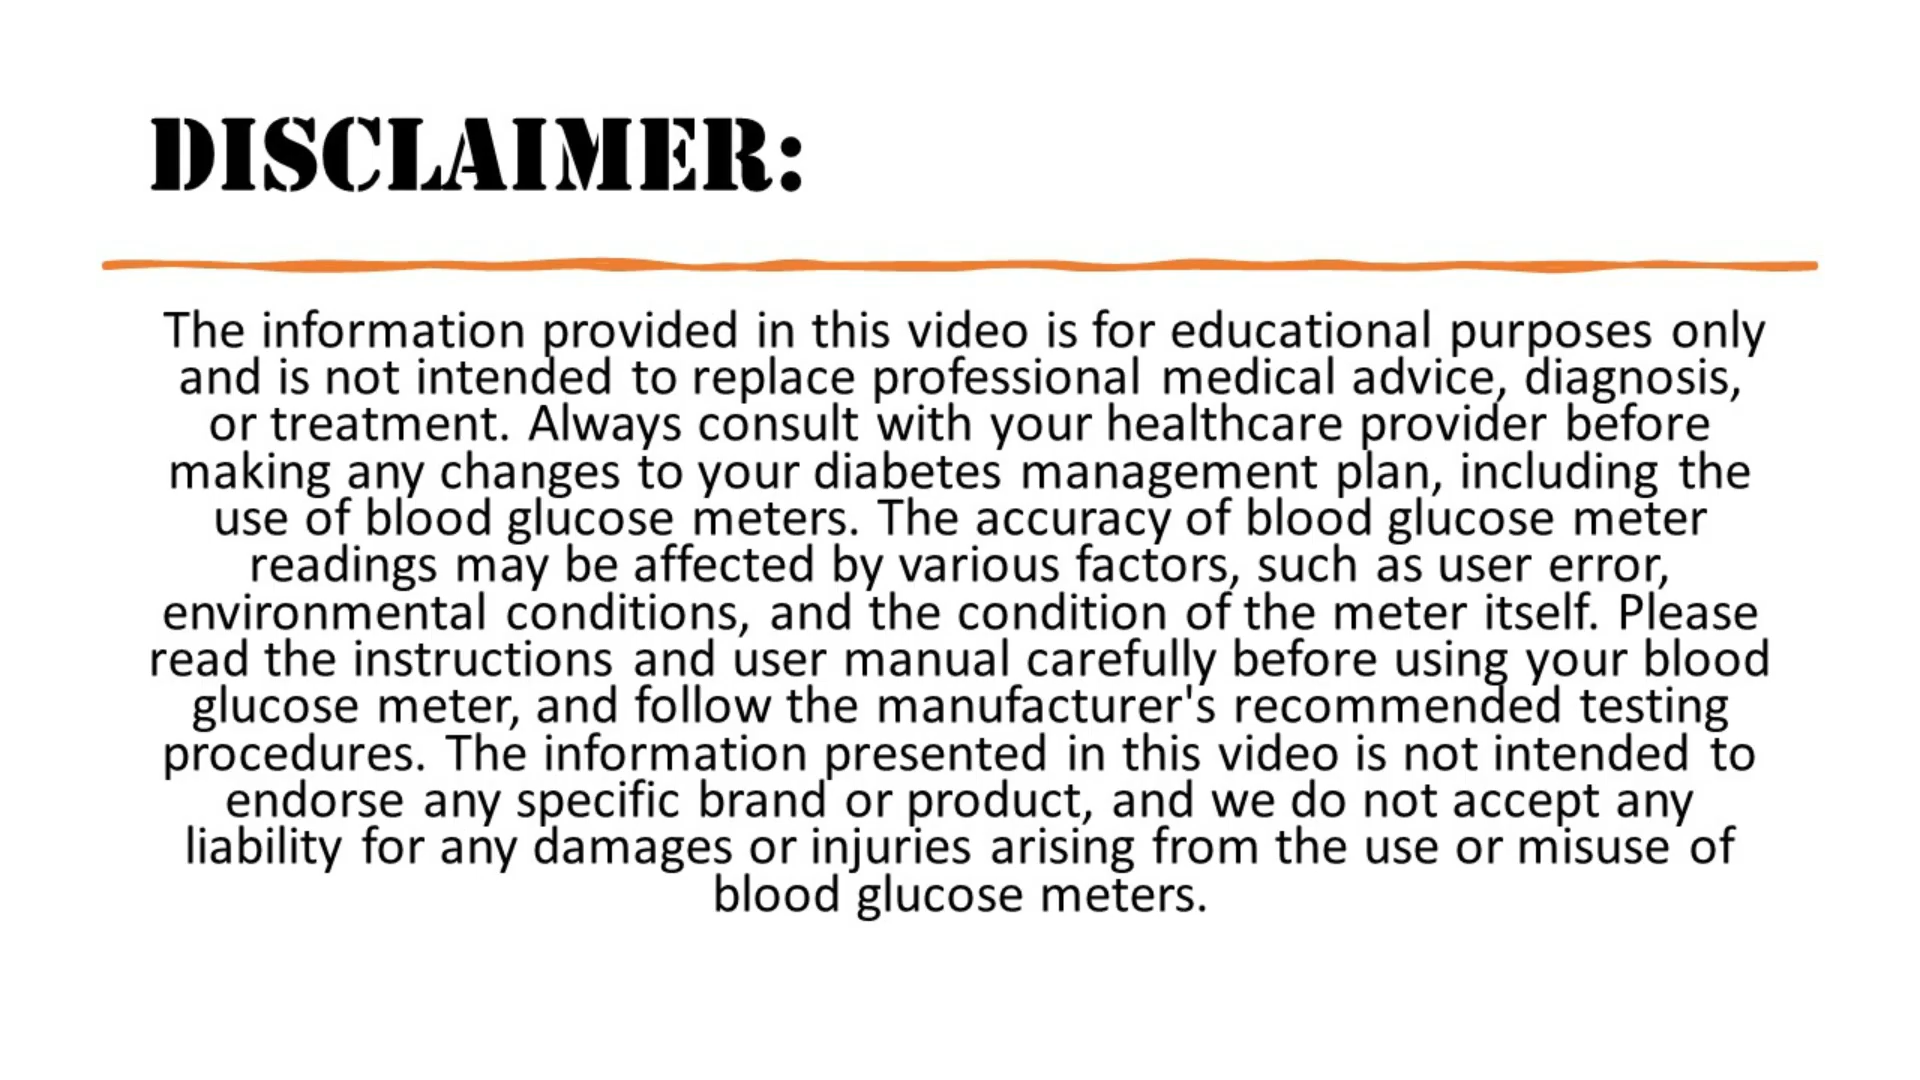 DISCLAIMER:
The information provided in this video is for educational purposes only
and is not intended to replace professional medical advice, diagnosis,
or treatment. Always consult with your healthcare provider before
making any changes to your diabetes management plan, including the
use of blood glucose meters. The accuracy of blood glucose meter
readings may be affected by various factors, such as user error,
environmental conditions, and the condition of the meter itself. Please
read the instructions and user manual carefully before using your blood
glucose meter, and follow the manufacturer's recommended testing
procedures. The information presented in this video is not intended to
endorse any specific brand or product, and we do not accept any
liability for any damages or injuries arising from the use or misuse of
blood glucose meters.